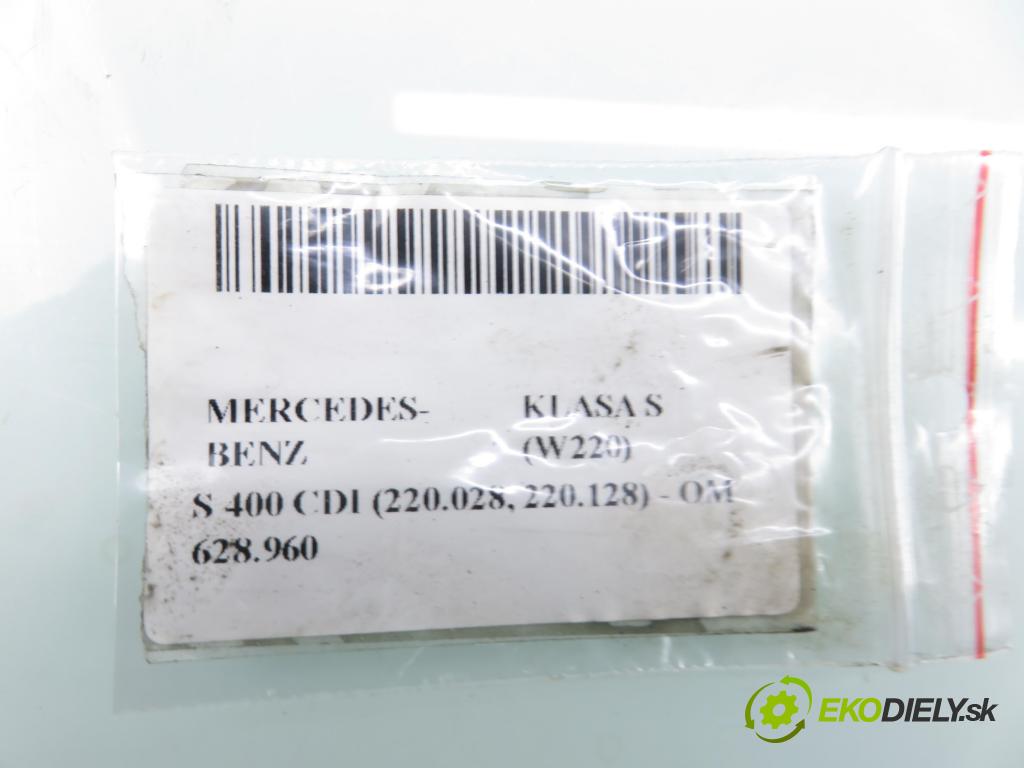 MERCEDES- KLASA S
BENZ (W220)
S 400 CDI (220.028, 220.128) - OM
628.960
EKODIELY.sk